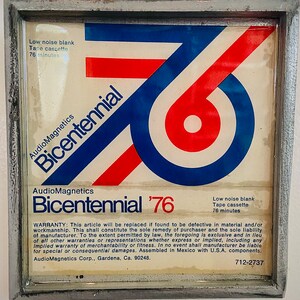 Low noise blank
Tape cassette
76 minutes
76
AudioMagnetics
Bicentennial
AudioMagnetics
Bicentennial '76
Low noise blank
Tape cassette
76 minutes
WARRANTY: This article will be replaced if found to be defective in material and/or
workmanship. This shall constitute the sole remedy of purchaser and the sole liability
of manufacturer. To the extent permitted by law, the foregoing is exclusive and in lieu
of all other warranties or representations whether express or implied, including any
implied warranty of merchantability or fitness. In no event shall manufacturer be liable
for special or consequential damages. Assembled in Mexico with U.S.A. components.
AudioMagnetics Corp., Gardena, Ca. 90248.
712-2737